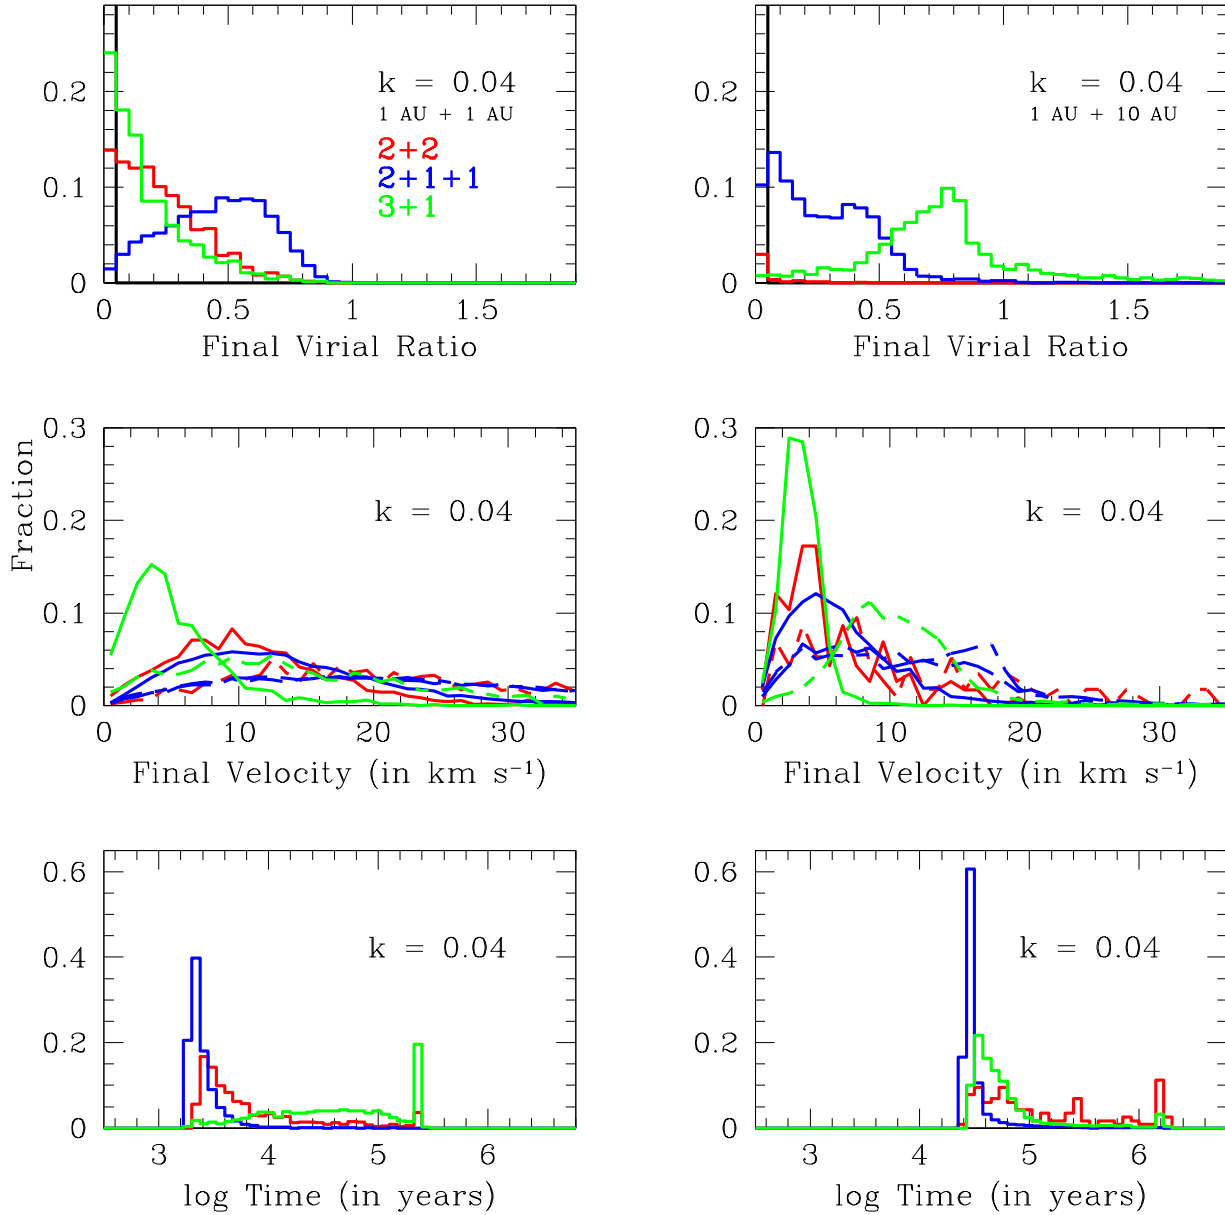 0.2
0.1
0
k = 0.04
1 AU + 1 AU
2+2
2+1+1
3+1
0 0.5 1 1.5
Final Virial Ratio
0.2
0.1
0
k = 0.04
1 AU + 10 AU
0 0.5 1 1.5
Final Virial Ratio
Fraction
0.3
0.2
0.1
0
k = 0.04
0 10 20 30
Final Velocity (in km s⁻¹)
0.3
0.2
0.1
0
k = 0.04
0 10 20 30
Final Velocity (in km s⁻¹)
0.6
0.4
0.2
0
k = 0.04
3 4 5 6
log Time (in years)
0.6
0.4
0.2
0
k = 0.04
3 4 5 6
log Time (in years)